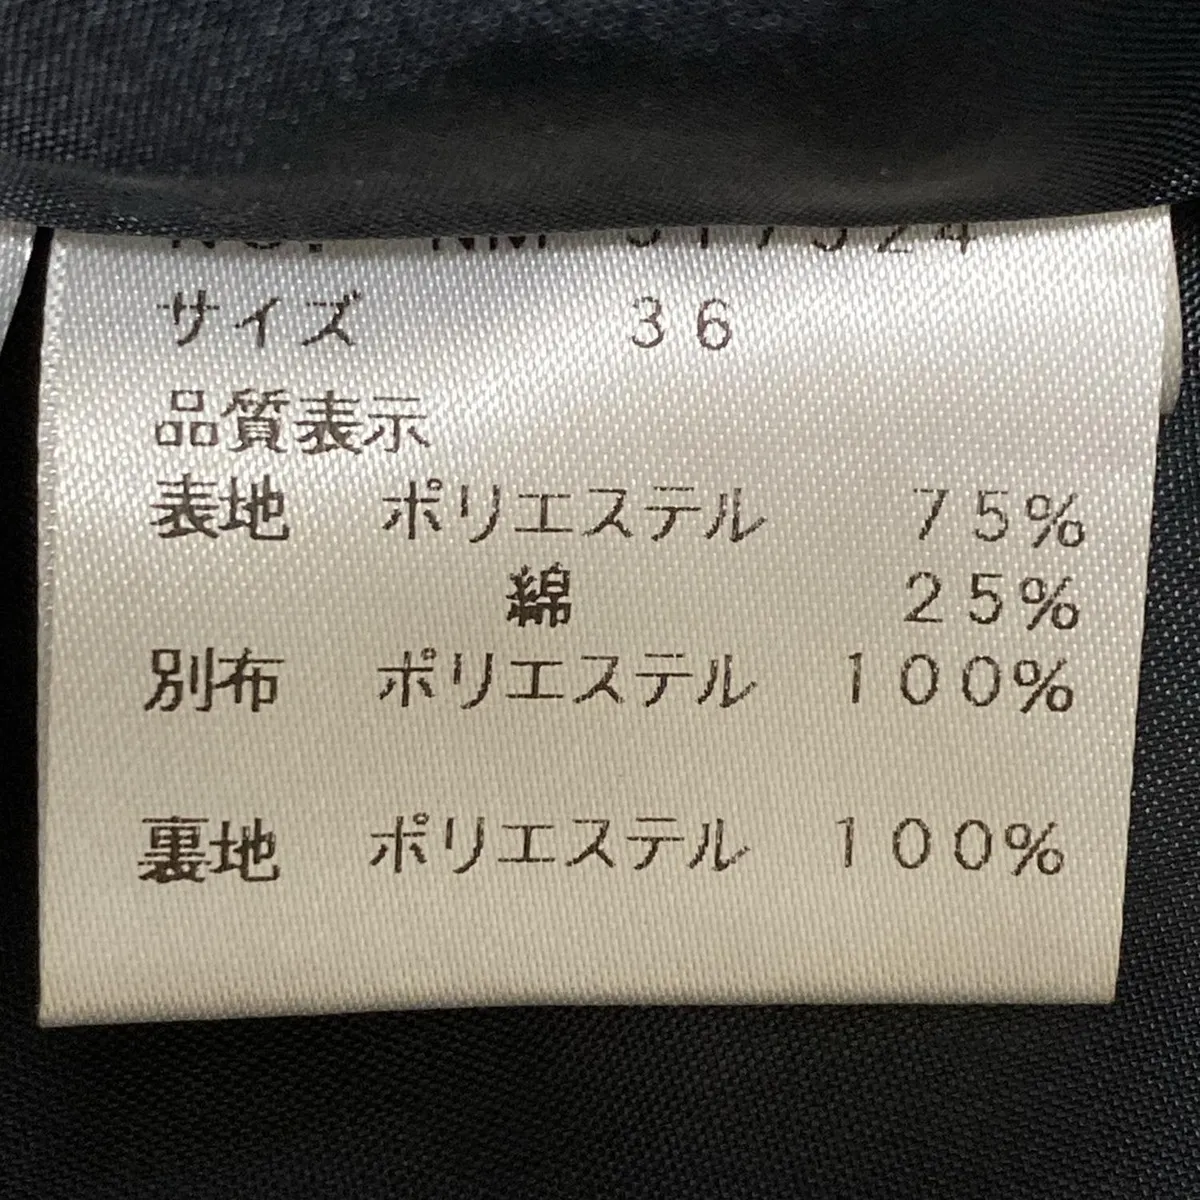 サイズ 36
品質表示
表地 ポリエステル 75%
綿 25%
別布 ポリエステル 100%
裏地 ポリエステル 100%